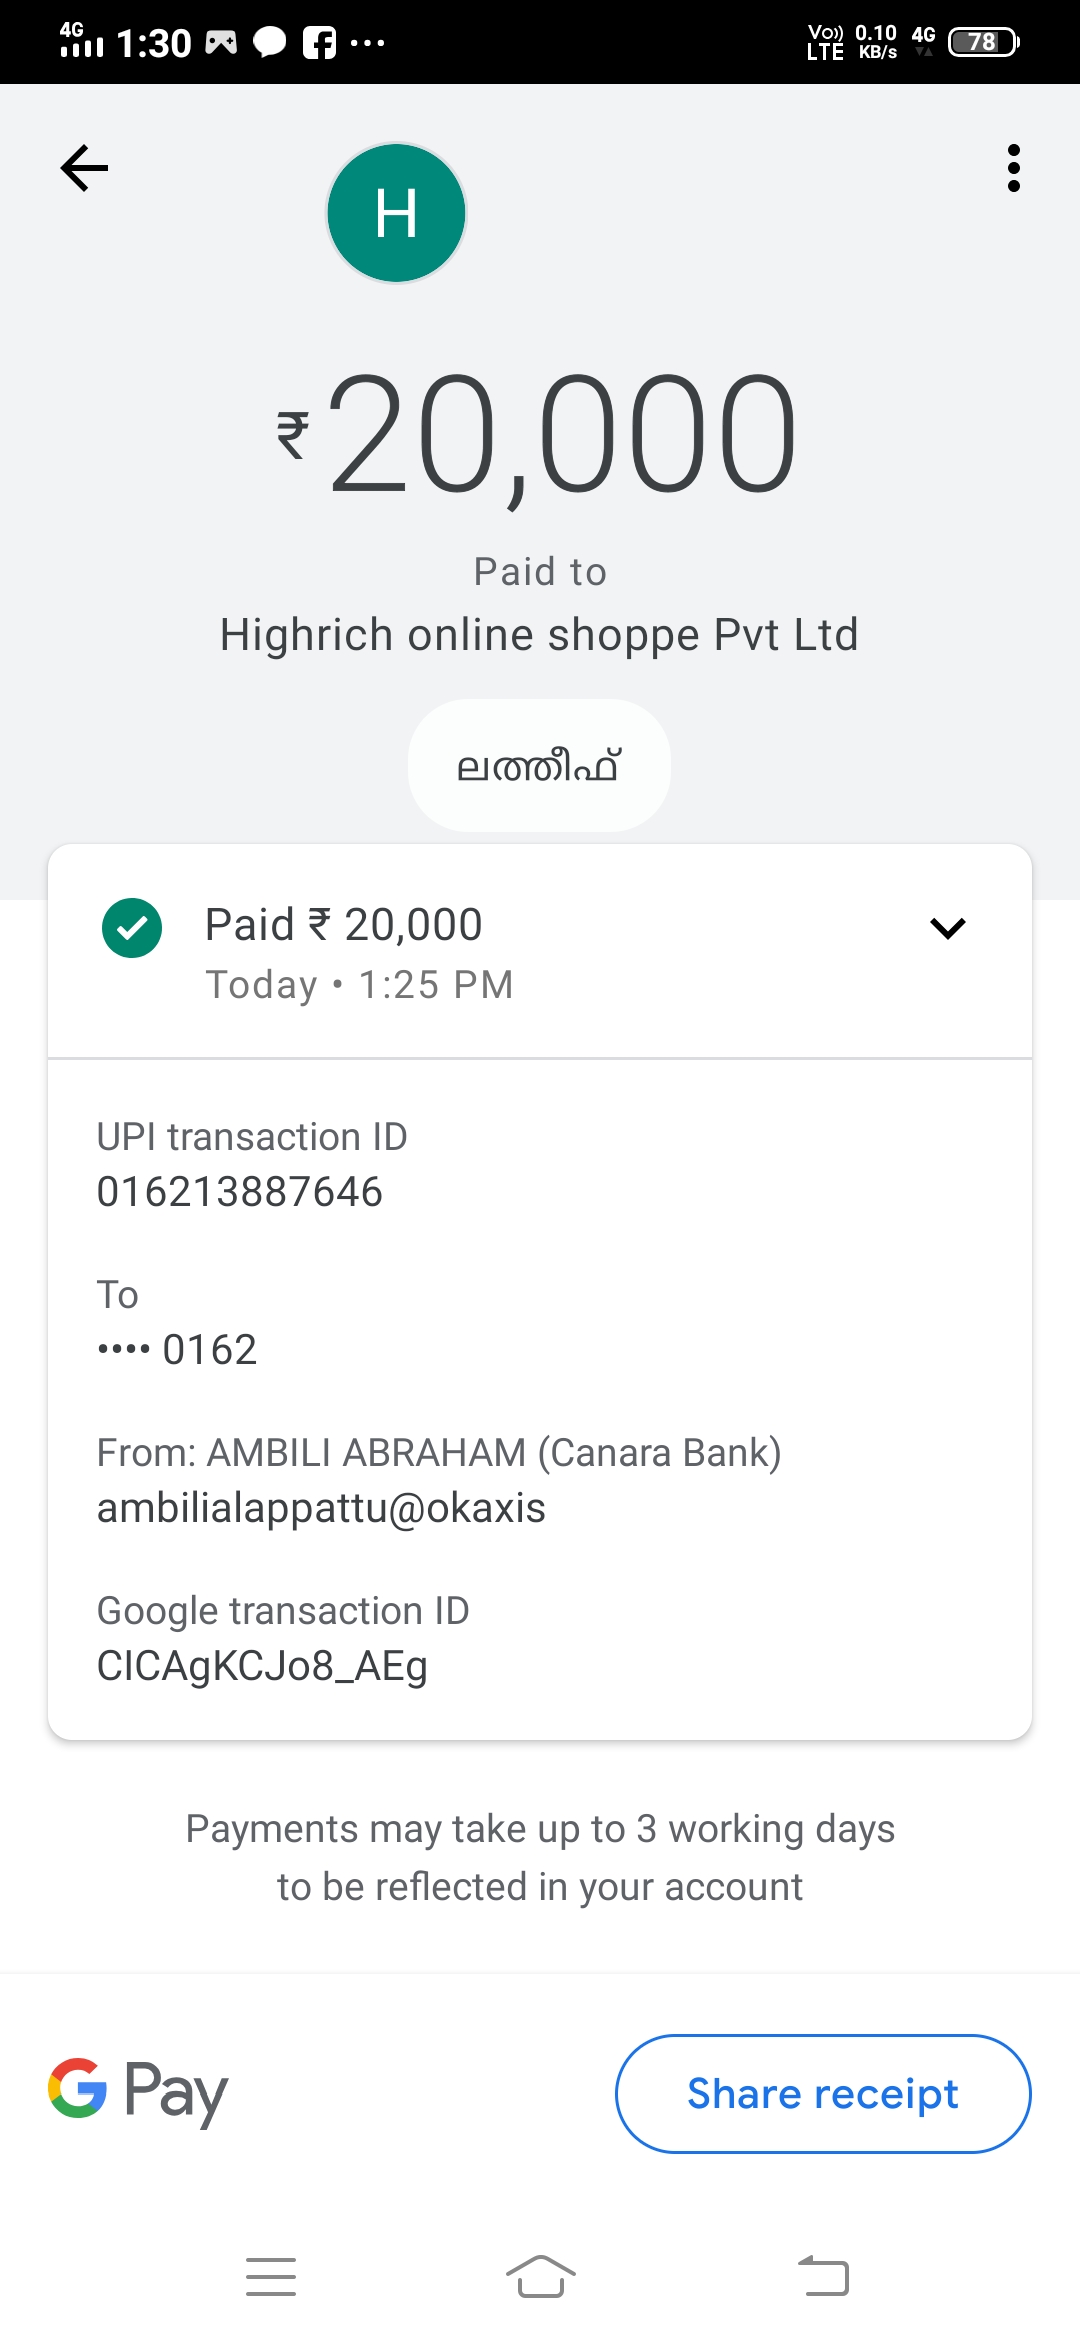 4G 1:30 ... Vo)) LTE 0.10 KB/s 4G 78
H
₹20,000
Paid to
Highrich online shoppe Pvt Ltd
ലത്തീഫ്
Paid ₹ 20,000
Today • 1:25 PM
UPI transaction ID
016213887646
To
•••• 0162
From: AMBILI ABRAHAM (Canara Bank)
ambilialappattu@okaxis
Google transaction ID
CICAgKCJo8_AEg
Payments may take up to 3 working days
to be reflected in your account
G Pay
Share receipt